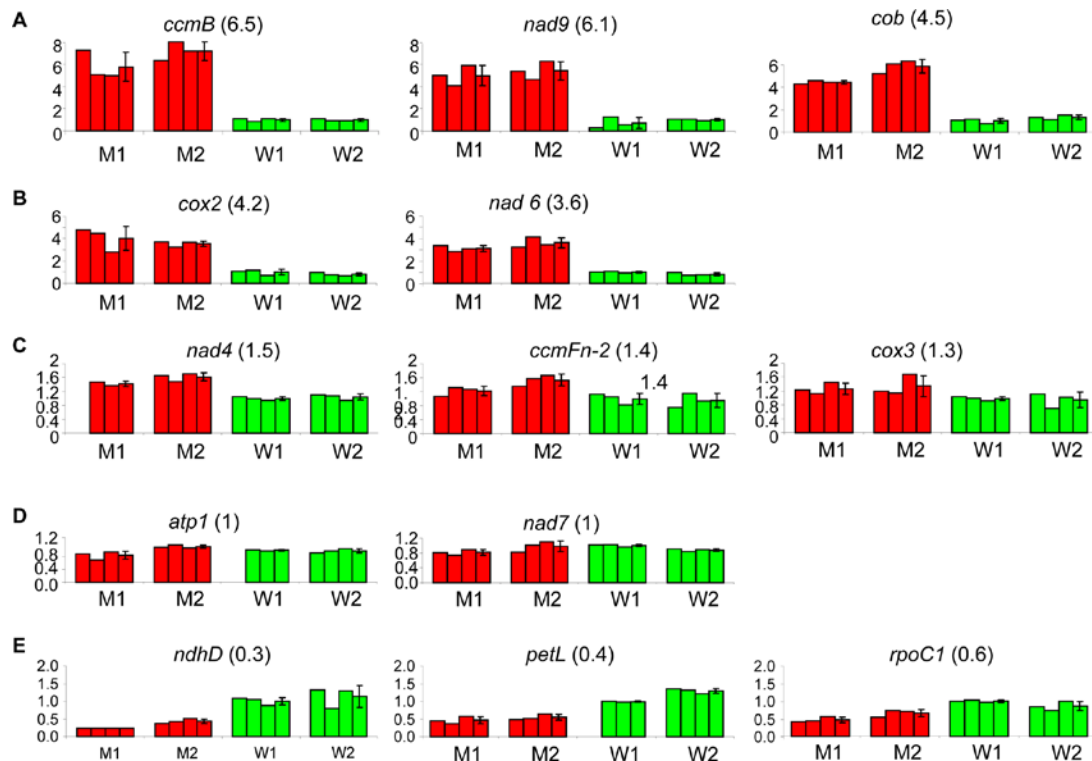 A
ccmB (6.5)
nad9 (6.1)
cob (4.5)
8
6
4
2
0
8
6
4
2
0
8
6
4
2
0
M1 M2 W1 W2
M1 M2 W1 W2
M1 M2 W1 W2
B
cox2 (4.2)
nad 6 (3.6)
6
4
2
0
6
4
2
0
M1 M2 W1 W2
M1 M2 W1 W2
C
nad4 (1.5)
ccmFn-2 (1.4)
cox3 (1.3)
2
1.6
1.2
0.8
0.4
0
2
1.6
1.2
0.8
0.4
0
1.4
2
1.6
1.2
0.8
0.4
0
M1 M2 W1 W2
M1 M2 W1 W2
M1 M2 W1 W2
D
atp1 (1)
nad7 (1)
1.2
0.8
0.4
0.0
1.2
0.8
0.4
0.0
M1 M2 W1 W2
M1 M2 W1 W2
E
ndhD (0.3)
petL (0.4)
rpoC1 (0.6)
2.0
1.5
1.0
0.5
0.0
2.0
1.5
1.0
0.5
0.0
2.0
1.5
1.0
0.5
0.0
M1 M2 W1 W2
M1 M2 W1 W2
M1 M2 W1 W2